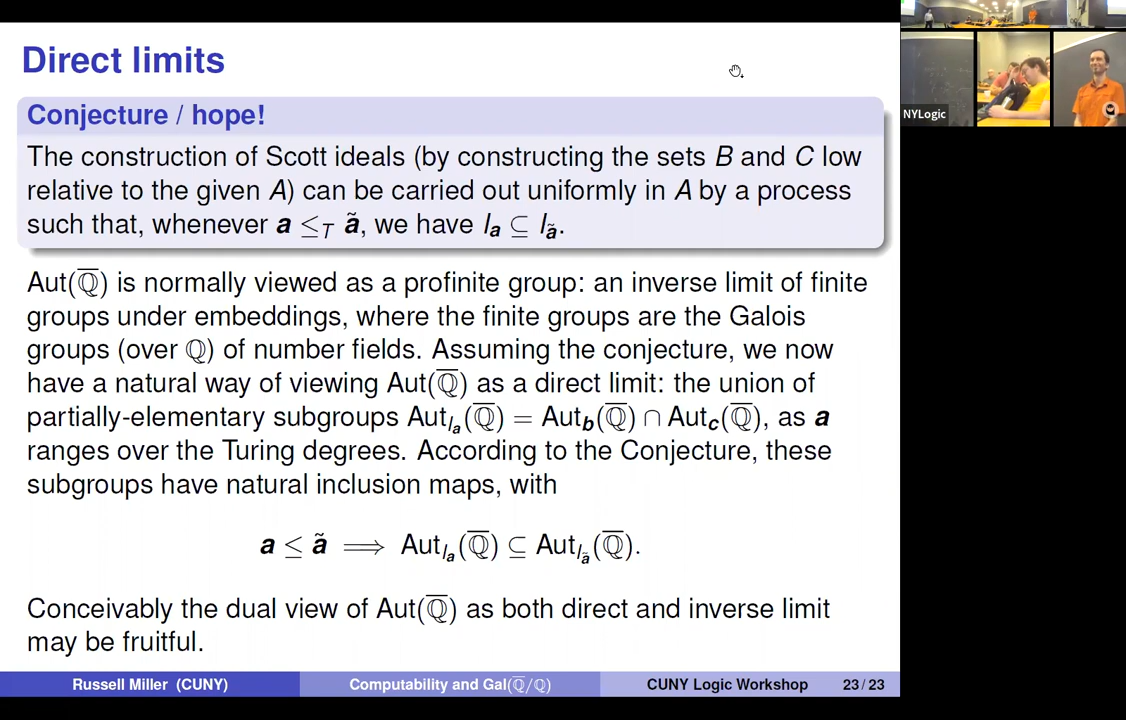 Direct limits
Conjecture / hope!
The construction of Scott ideals (by constructing the sets B and C low
relative to the given A) can be carried out uniformly in A by a process
such that, whenever a ≤_T ã, we have I_a ⊆ I_ã.
Aut(ℚ̅) is normally viewed as a profinite group: an inverse limit of finite
groups under embeddings, where the finite groups are the Galois
groups (over ℚ) of number fields. Assuming the conjecture, we now
have a natural way of viewing Aut(ℚ̅) as a direct limit: the union of
partially-elementary subgroups Aut_{I_a}(ℚ̅) = Aut_b(ℚ̅) ∩ Aut_c(ℚ̅), as a
ranges over the Turing degrees. According to the Conjecture, these
subgroups have natural inclusion maps, with
a ≤ ã ⟹ Aut_{I_a}(ℚ̅) ⊆ Aut_{I_ã}(ℚ̅).
Conceivably the dual view of Aut(ℚ̅) as both direct and inverse limit
may be fruitful.
Russell Miller (CUNY) Computability and Gal(ℚ̅/ℚ) CUNY Logic Workshop 23 / 23
NYLogic